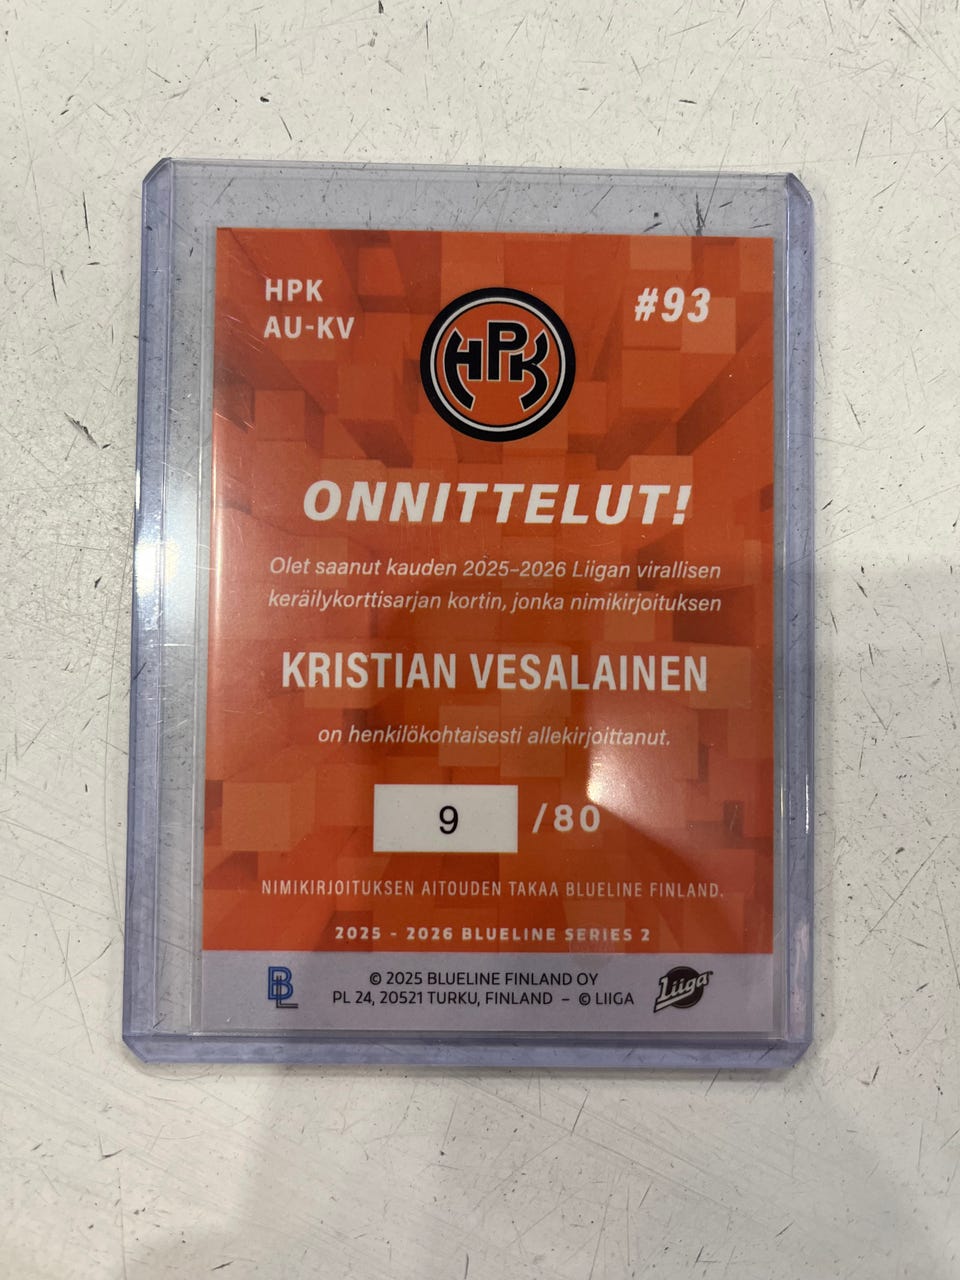 HPK
AU-KV
#93
HPK
ONNITTELUT!
Olet saanut kauden 2025-2026 Liigan virallisen
keräilykorttisarjan kortin, jonka nimikirjoituksen
KRISTIAN VESALAINEN
on henkilökohtaisesti allekirjoittanut.
9 /80
NIMIKIRJOITUKSEN AITOUDEN TAKAA BLUELINE FINLAND.
2025 - 2026 BLUELINE SERIES 2
BL
© 2025 BLUELINE FINLAND OY
PL 24, 20521 TURKU, FINLAND – © LIIGA
Liiga